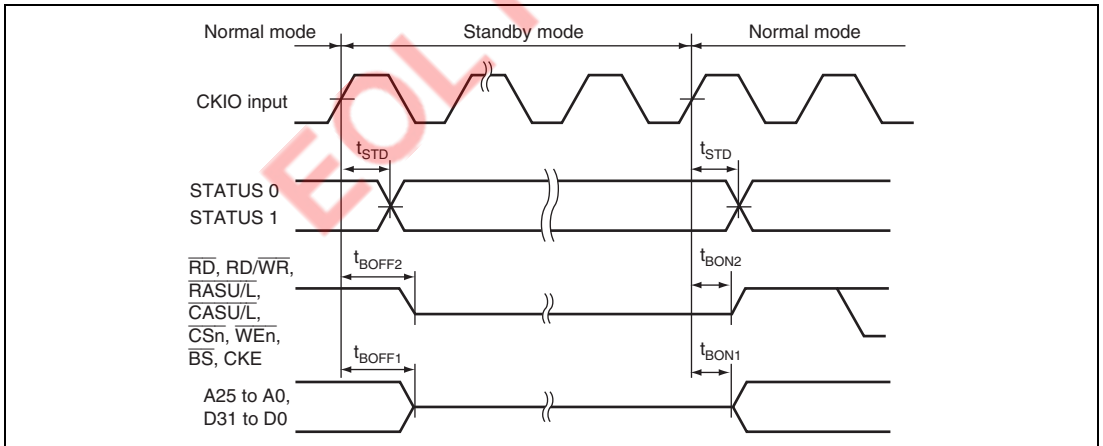 Normal mode Standby mode Normal mode
CKIO input
tSTD tSTD
STATUS 0
STATUS 1
tBOFF2 tBON2
RD, RD/WR,
RASU/L,
CASU/L,
CSn, WEn,
BS, CKE
tBOFF1 tBON1
A25 to A0,
D31 to D0
EOL